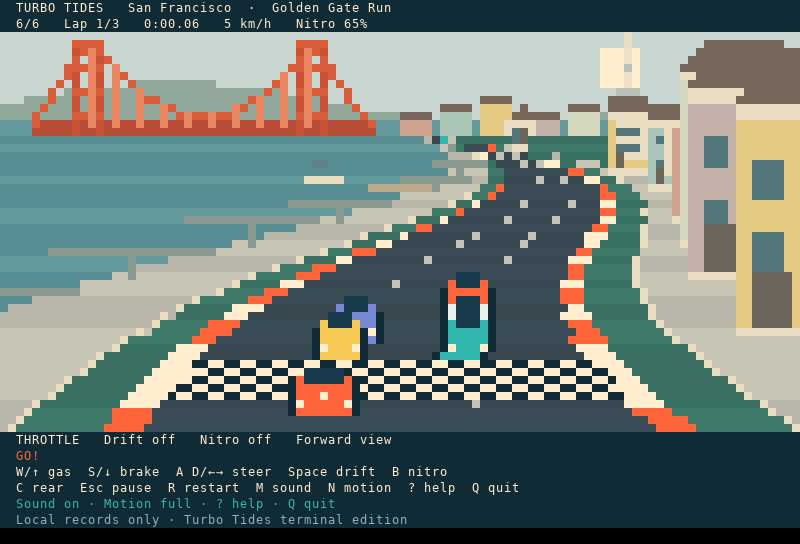 TURBO TIDES   San Francisco  ·  Golden Gate Run
6/6   Lap 1/3   0:00.06   5 km/h   Nitro 65%
THROTTLE   Drift off   Nitro off   Forward view
GO!
W/↑ gas  S/↓ brake  A D/←→ steer  Space drift  B nitro
C rear  Esc pause  R restart  M sound  N motion  ? help  Q quit
Sound on · Motion full · ? help · Q quit
Local records only · Turbo Tides terminal edition